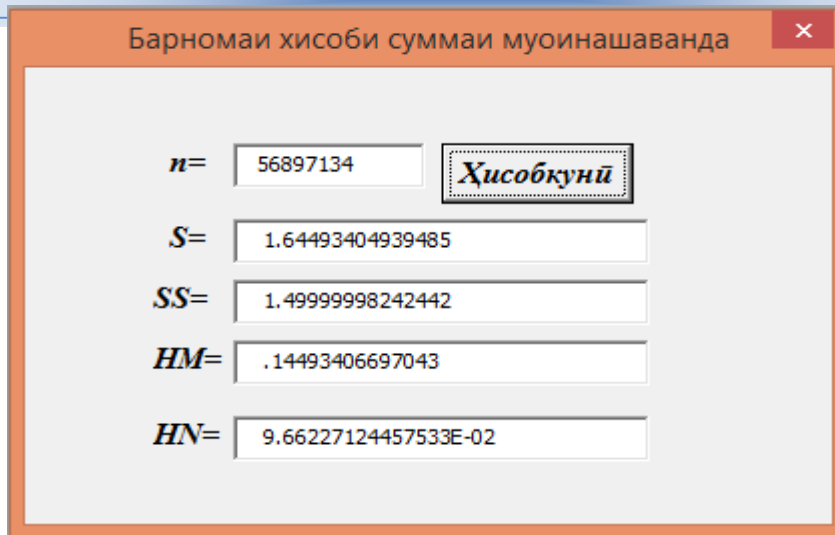 Барномаи хисоби суммаи муоинашаванда
n= 56897134 Ҳисобкунӣ
S= 1.64493404939485
SS= 1.49999998242442
HM= .14493406697043
HN= 9.66227124457533E-02